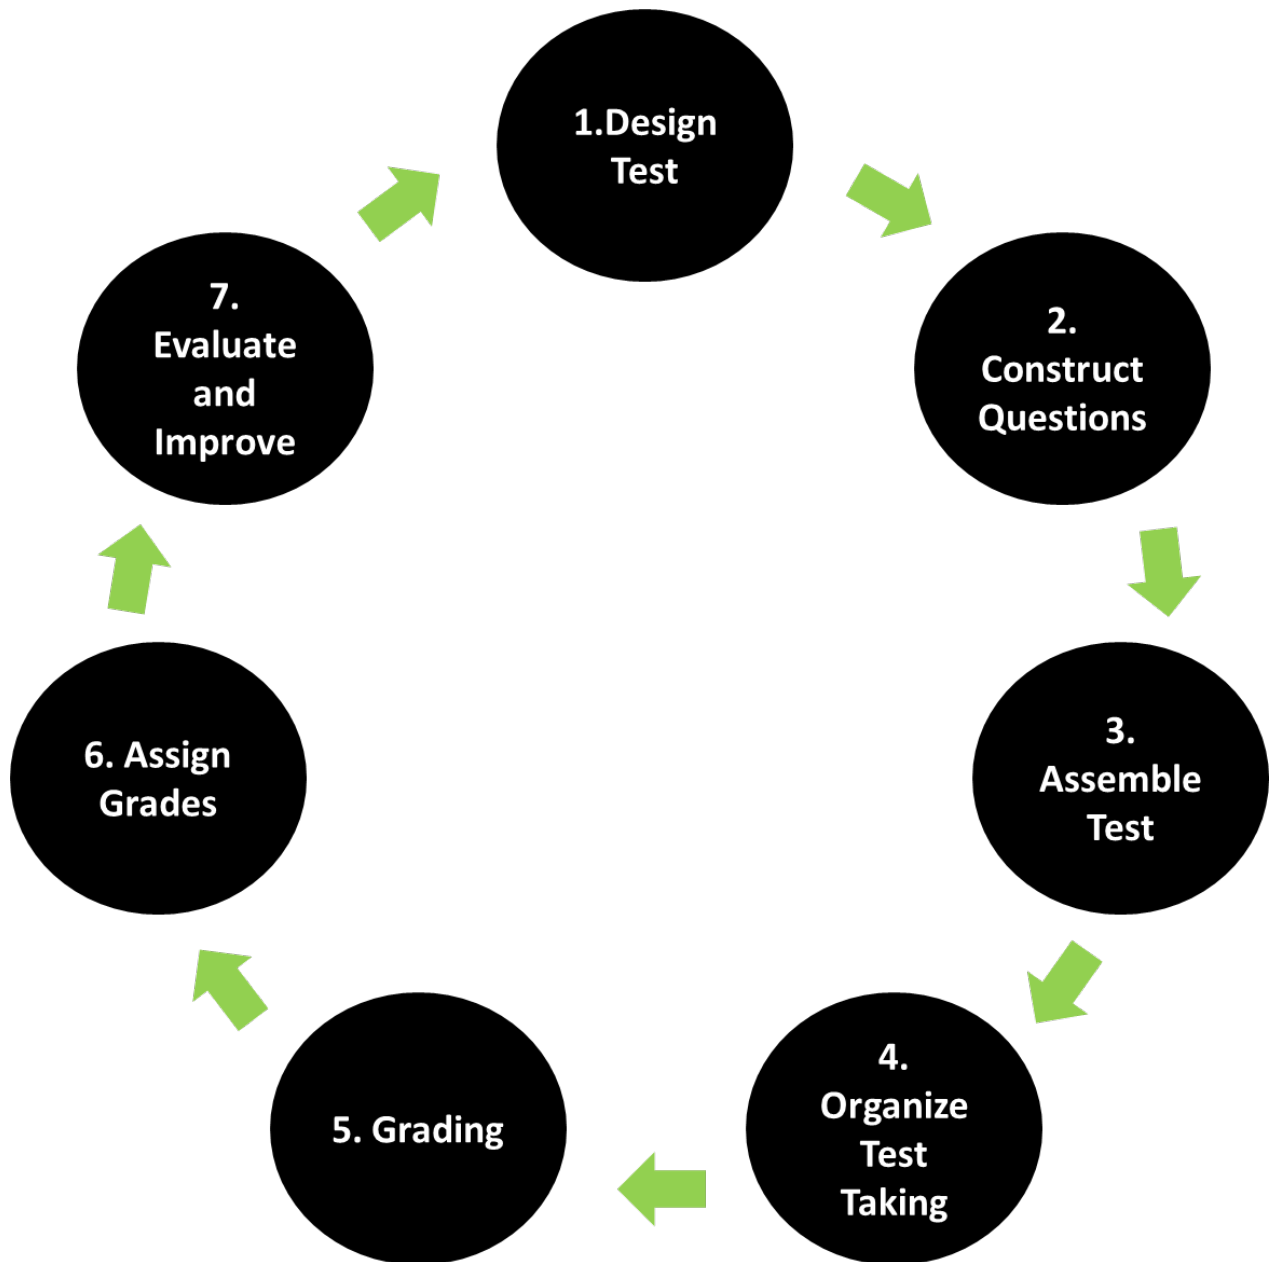 1.Design
Test
2.
Construct
Questions
3.
Assemble
Test
4.
Organize
Test
Taking
5. Grading
6. Assign
Grades
7.
Evaluate
and
Improve